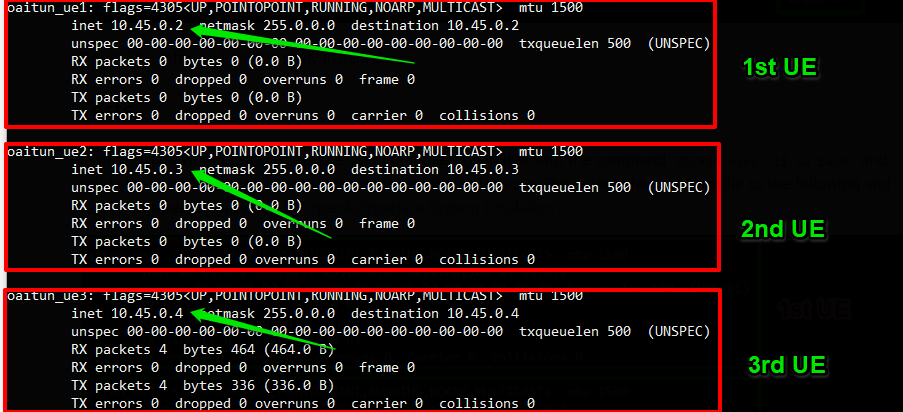 oaitun_ue1: flags=4305<UP,POINTOPOINT,RUNNING,NOARP,MULTICAST>  mtu 1500
inet 10.45.0.2  netmask 255.0.0.0  destination 10.45.0.2
unspec 00-00-00-00-00-00-00-00-00-00-00-00-00-00-00-00  txqueuelen 500  (UNSPEC)
RX packets 0  bytes 0 (0.0 B)
RX errors 0  dropped 0  overruns 0  frame 0
TX packets 0  bytes 0 (0.0 B)
TX errors 0  dropped 0 overruns 0  carrier 0  collisions 0
1st UE
oaitun_ue2: flags=4305<UP,POINTOPOINT,RUNNING,NOARP,MULTICAST>  mtu 1500
inet 10.45.0.3  netmask 255.0.0.0  destination 10.45.0.3
unspec 00-00-00-00-00-00-00-00-00-00-00-00-00-00-00-00  txqueuelen 500  (UNSPEC)
RX packets 0  bytes 0 (0.0 B)
RX errors 0  dropped 0  overruns 0  frame 0
TX packets 0  bytes 0 (0.0 B)
TX errors 0  dropped 0 overruns 0  carrier 0  collisions 0
2nd UE
oaitun_ue3: flags=4305<UP,POINTOPOINT,RUNNING,NOARP,MULTICAST>  mtu 1500
inet 10.45.0.4  netmask 255.0.0.0  destination 10.45.0.4
unspec 00-00-00-00-00-00-00-00-00-00-00-00-00-00-00-00  txqueuelen 500  (UNSPEC)
RX packets 4  bytes 464 (464.0 B)
RX errors 0  dropped 0  overruns 0  frame 0
TX packets 4  bytes 336 (336.0 B)
TX errors 0  dropped 0 overruns 0  carrier 0  collisions 0
3rd UE